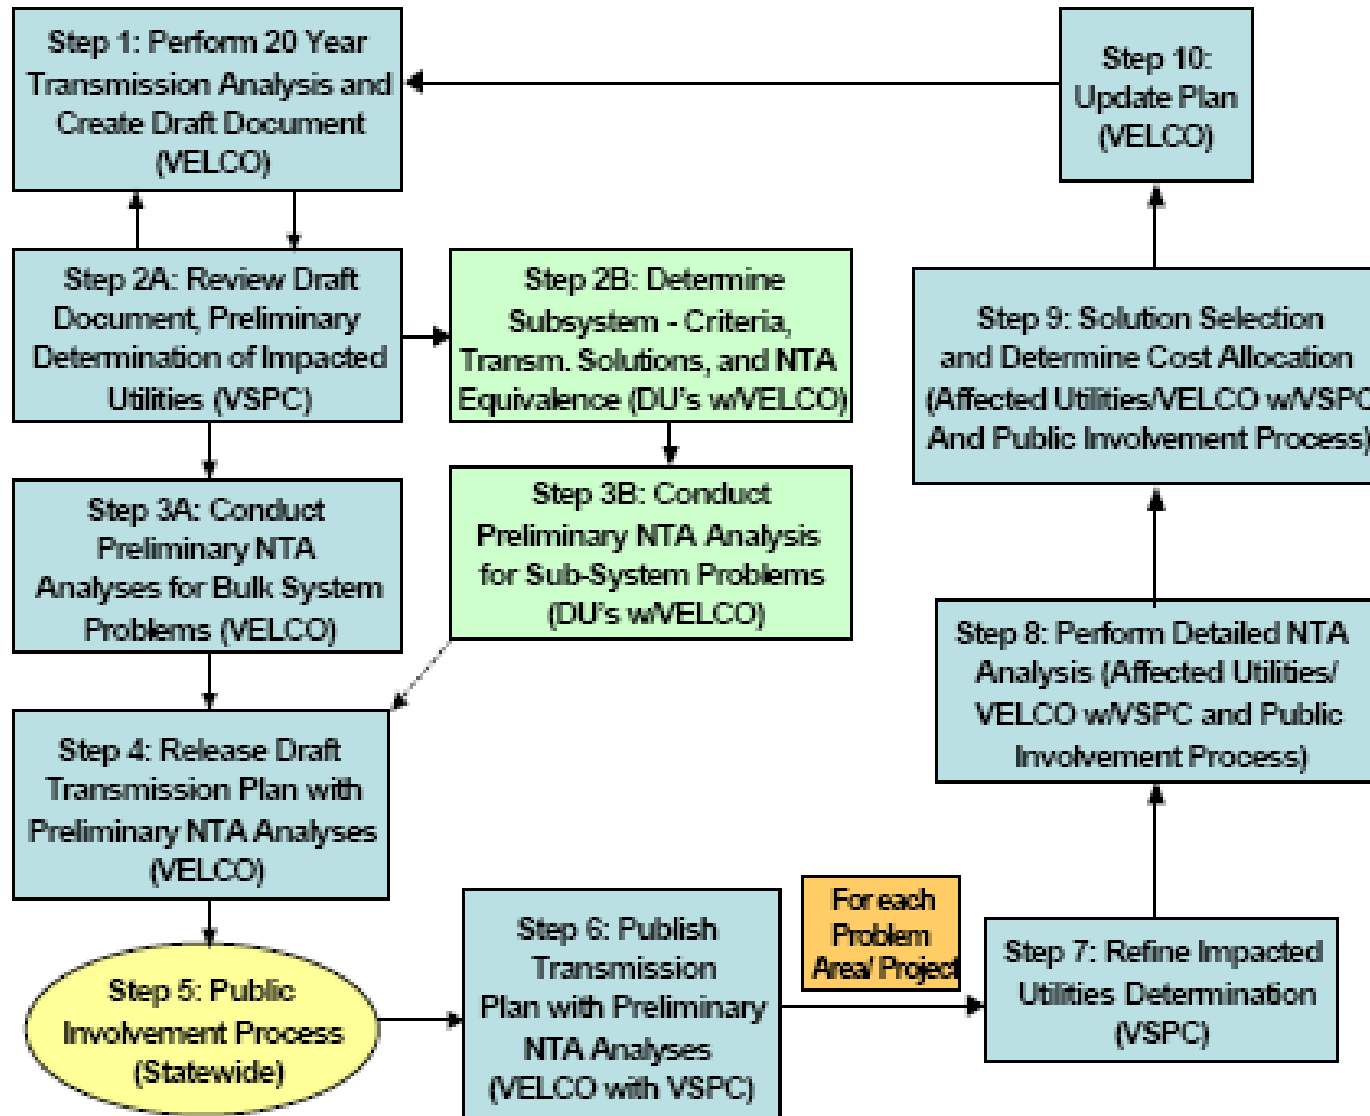 Step 1: Perform 20 Year
Transmission Analysis and
Create Draft Document
(VELCO)
Step 10:
Update Plan
(VELCO)
Step 2A: Review Draft
Document, Preliminary
Determination of Impacted
Utilities (VSPC)
Step 2B: Determine
Subsystem - Criteria,
Transm. Solutions, and NTA
Equivalence (DU's w/VELCO)
Step 9: Solution Selection
and Determine Cost Allocation
(Affected Utilities/VELCO w/VSPC
And Public Involvement Process)
Step 3A: Conduct
Preliminary NTA
Analyses for Bulk System
Problems (VELCO)
Step 3B: Conduct
Preliminary NTA Analysis
for Sub-System Problems
(DU's w/VELCO)
Step 8: Perform Detailed NTA
Analysis (Affected Utilities/
VELCO w/VSPC and Public
Involvement Process)
Step 4: Release Draft
Transmission Plan with
Preliminary NTA Analyses
(VELCO)
Step 5: Public
Involvement Process
(Statewide)
Step 6: Publish
Transmission
Plan with Preliminary
NTA Analyses
(VELCO with VSPC)
For each
Problem
Area/ Project
Step 7: Refine Impacted
Utilities Determination
(VSPC)